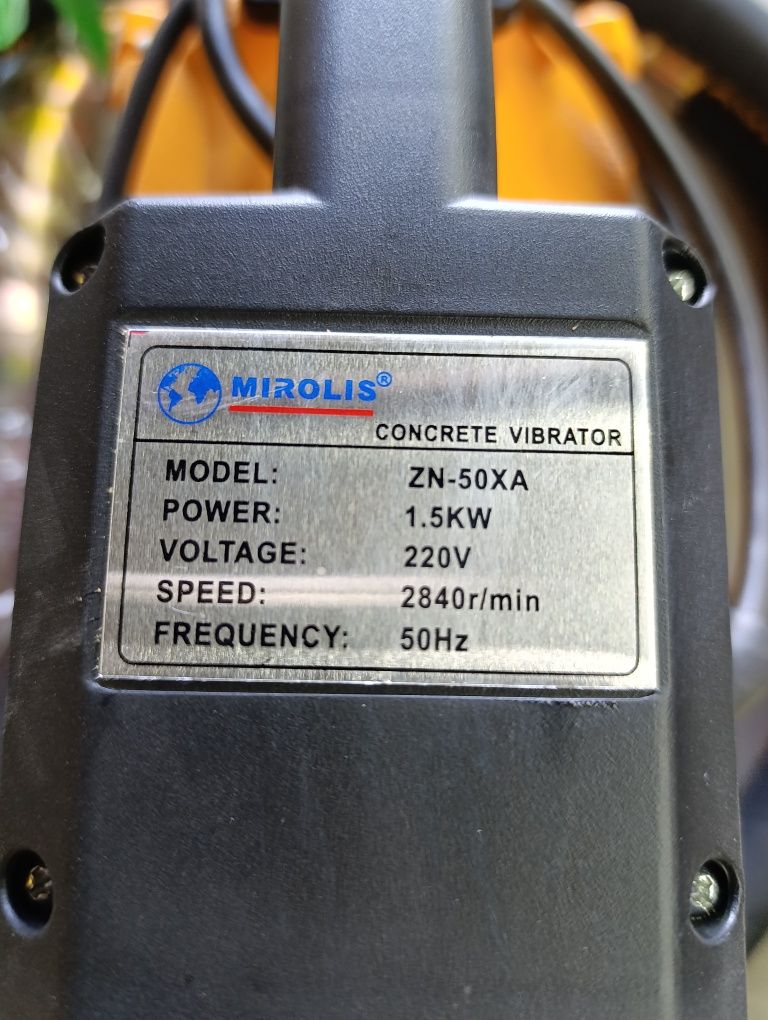 MIROLIS®
CONCRETE VIBRATOR
MODEL: ZN-50XA
POWER: 1.5KW
VOLTAGE: 220V
SPEED: 2840r/min
FREQUENCY: 50Hz